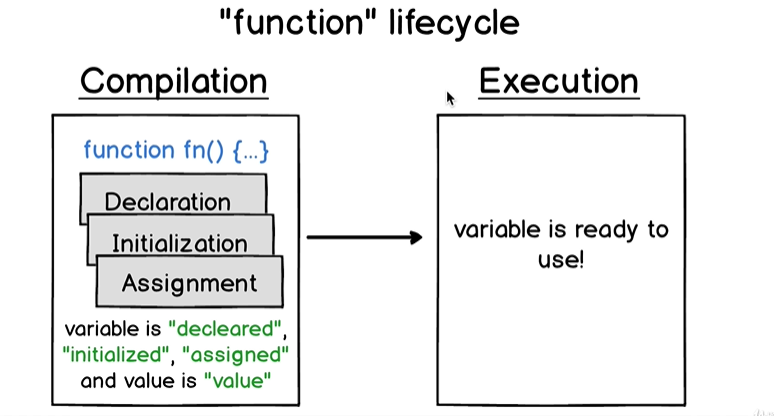 "function" lifecycle
Compilation
Execution
function fn() {...}
Declaration
Initialization
Assignment
variable is "decleared",
"initialized", "assigned"
and value is "value"
variable is ready to
use!